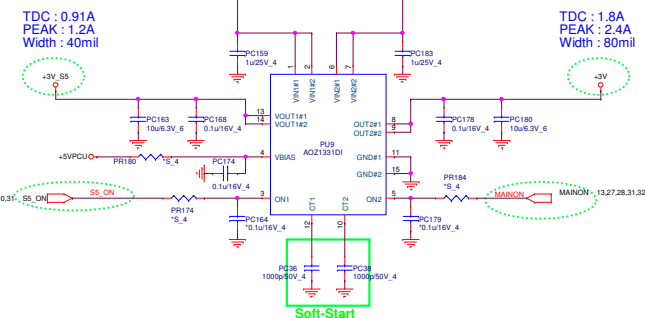 TDC : 0.91A
PEAK : 1.2A
Width : 40mil
TDC : 1.8A
PEAK : 2.4A
Width : 80mil
PC159
1u/25V_4
PC183
1u/25V_4
+3V_S5
+3V
1
2
6
7
VIN1#1
VIN1#2
VIN2#1
VIN2#2
PC163
10u/6.3V_6
PC168
0.1u/16V_4
13
14
VOUT1#1
VOUT1#2
OUT2#1
OUT2#2
8
9
PC178
0.1u/16V_4
PC180
10u/6.3V_6
PU9
AOZ1331DI
+5VPCU
PR180
*S_4
PC174
0.1u/16V_4
4
VBIAS
GND#1
GND#2
11
15
0,31
S5_ON
S5_ON
PR174
*S_4
3
ON1
ON2
5
PR184
*S_4
MAINON
MAINON
13,27,28,31,32
PC164
*0.1u/16V_4
CT1
CT2
12
10
PC179
*0.1u/16V_4
PC36
1000p/50V_4
PC38
1000p/50V_4
Soft-Start